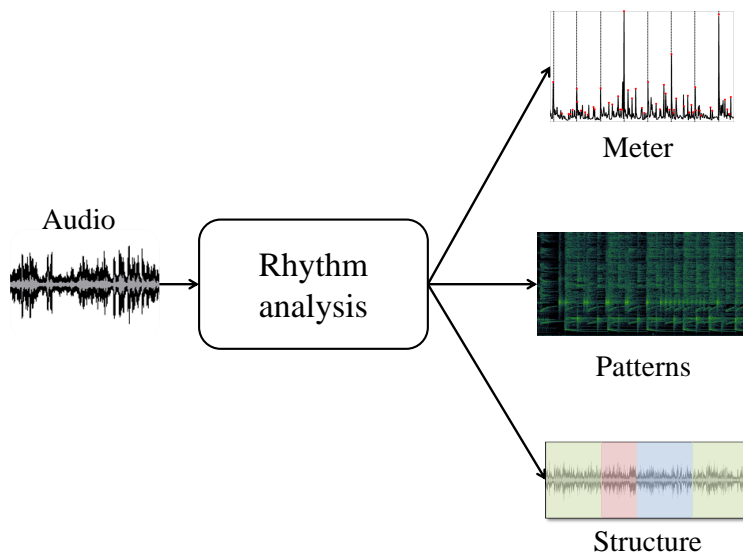 Audio
Rhythm
analysis
Meter
Patterns
Structure